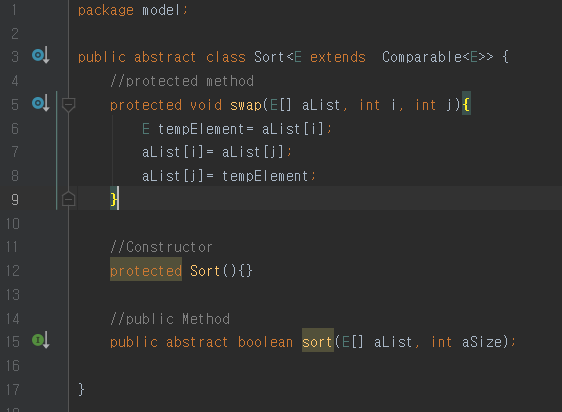 1 package model;
2
3 public abstract class Sort<E extends  Comparable<E>> {
4 //protected method
5 protected void swap(E[] aList, int i, int j){
6 E tempElement= aList[i];
7 aList[i]= aList[j];
8 aList[j]= tempElement;
9 }
10
11 //Constructor
12 protected Sort(){}
13
14 //public Method
15 public abstract boolean sort(E[] aList, int aSize);
16
17 }